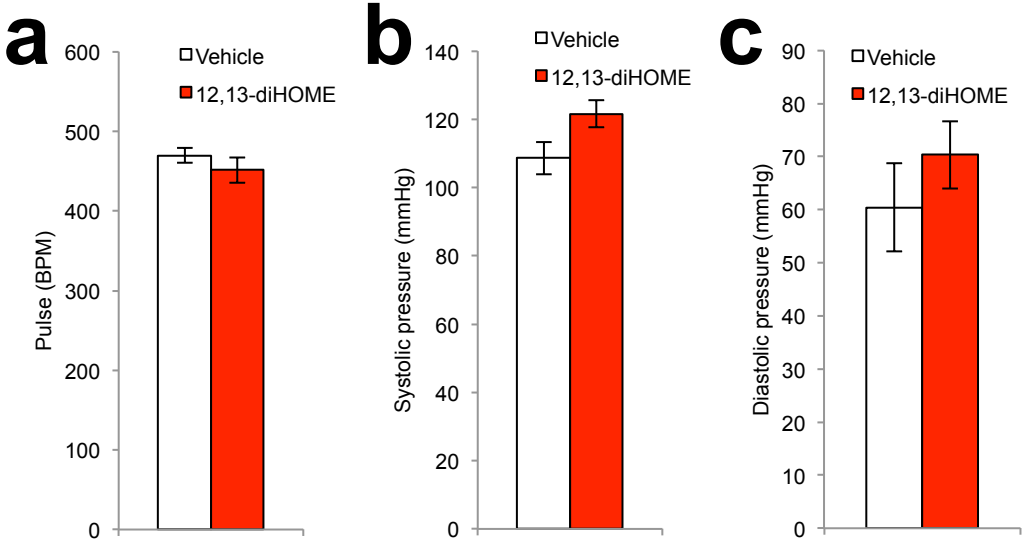 a
600
500
400
300
200
100
0
Pulse (BPM)
Vehicle
12,13-diHOME
b
140
120
100
80
60
40
20
0
Systolic pressure (mmHg)
Vehicle
12,13-diHOME
c
90
80
70
60
50
40
30
20
10
0
Diastolic pressure (mmHg)
Vehicle
12,13-diHOME